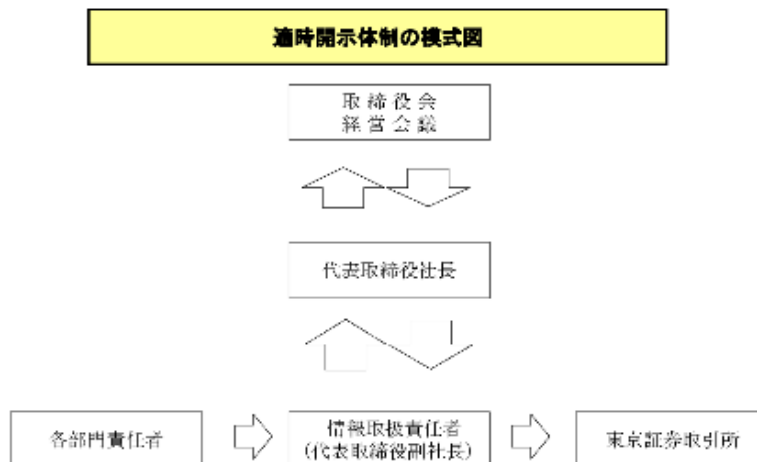 適時開示体制の模式図
取締役会
経営会議
代表取締役社長
各部門責任者
情報取扱責任者
(代表取締役副社長)
東京証券取引所